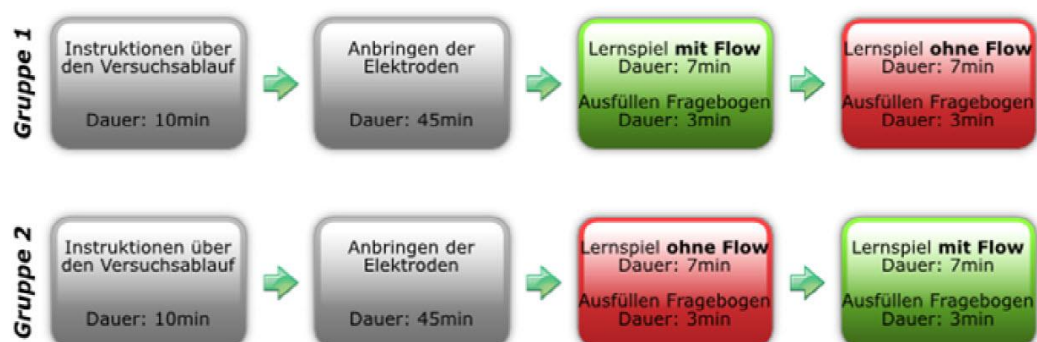 Gruppe 1
Instruktionen über
den Versuchsablauf
Dauer: 10min
Anbringen der
Elektroden
Dauer: 45min
Lernspiel mit Flow
Dauer: 7min
Ausfüllen Fragebogen
Dauer: 3min
Lernspiel ohne Flow
Dauer: 7min
Ausfüllen Fragebogen
Dauer: 3min
Gruppe 2
Instruktionen über
den Versuchsablauf
Dauer: 10min
Anbringen der
Elektroden
Dauer: 45min
Lernspiel ohne Flow
Dauer: 7min
Ausfüllen Fragebogen
Dauer: 3min
Lernspiel mit Flow
Dauer: 7min
Ausfüllen Fragebogen
Dauer: 3min